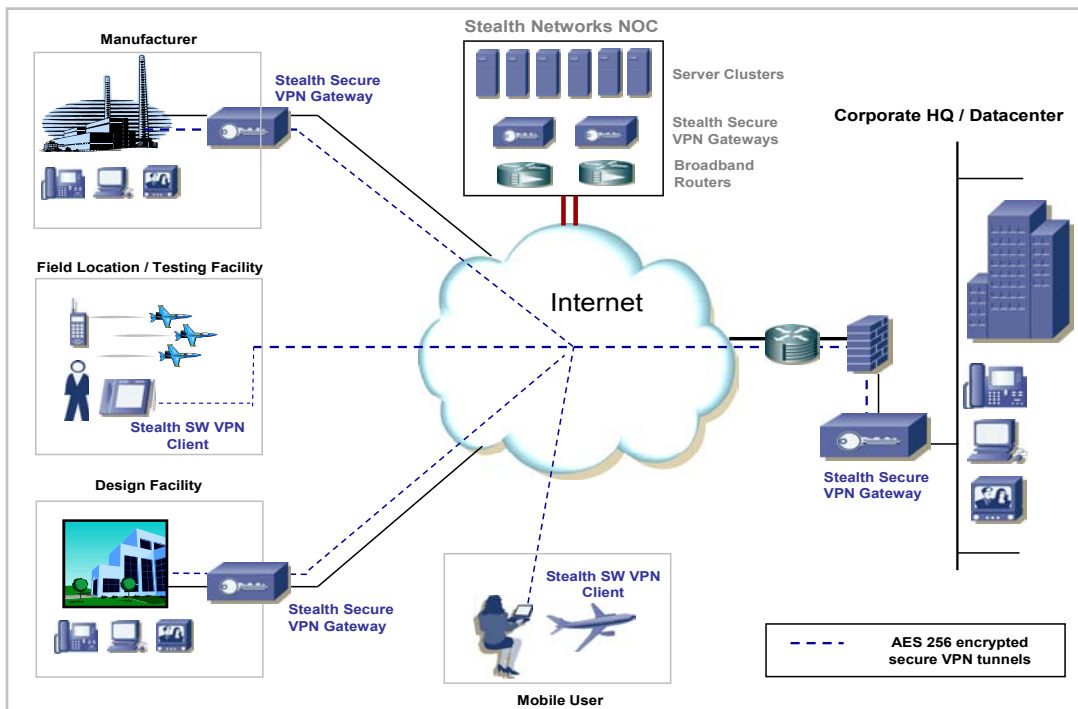 Stealth Networks NOC
Manufacturer
Stealth Secure
VPN Gateway
Server Clusters
Stealth Secure
VPN Gateways
Broadband
Routers
Corporate HQ / Datacenter
Field Location / Testing Facility
Stealth SW VPN
Client
Internet
Stealth Secure
VPN Gateway
Design Facility
Stealth Secure
VPN Gateway
Stealth SW VPN
Client
Mobile User
AES 256 encrypted
secure VPN tunnels